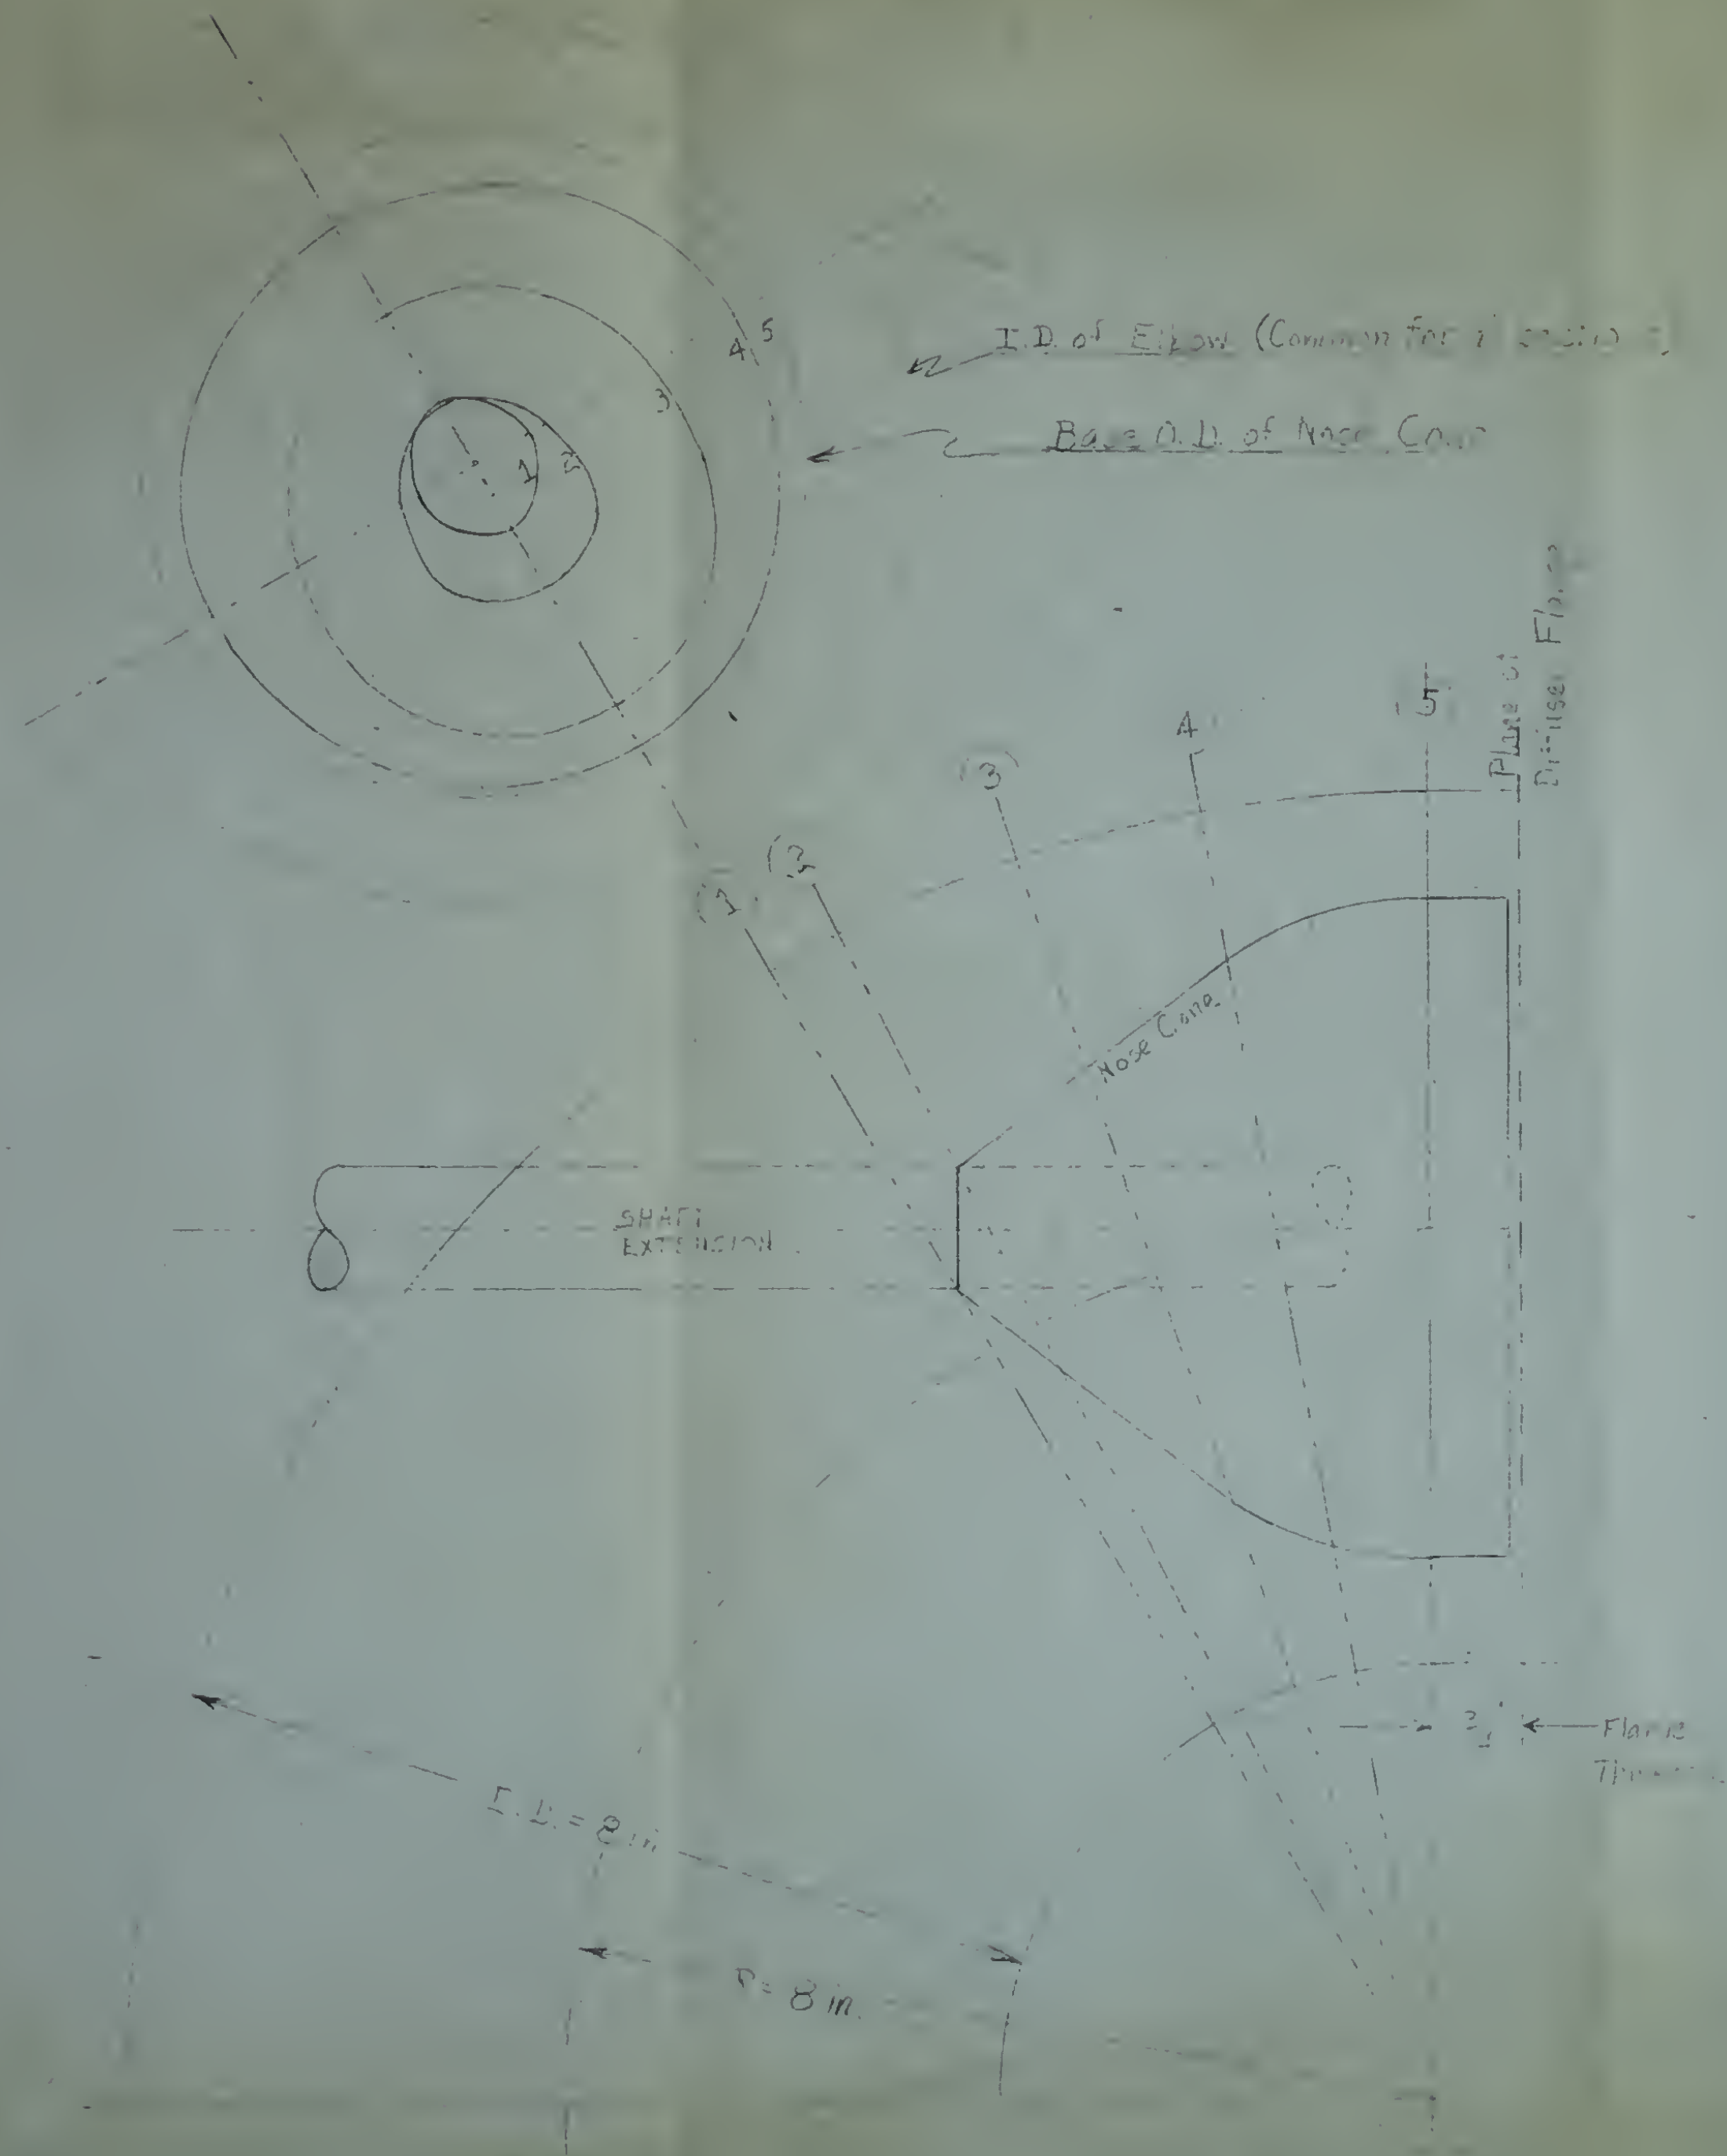 I.D. of Elbow (Common for
Base O.D. of Nose Cone
5
4
3
1
2
Plane of
Diffuser Flange
5
4
(3)
(2
(1)
Nose Cone
SHAFT
EXTENSION
I.D. = 8 in
R = 8 in.